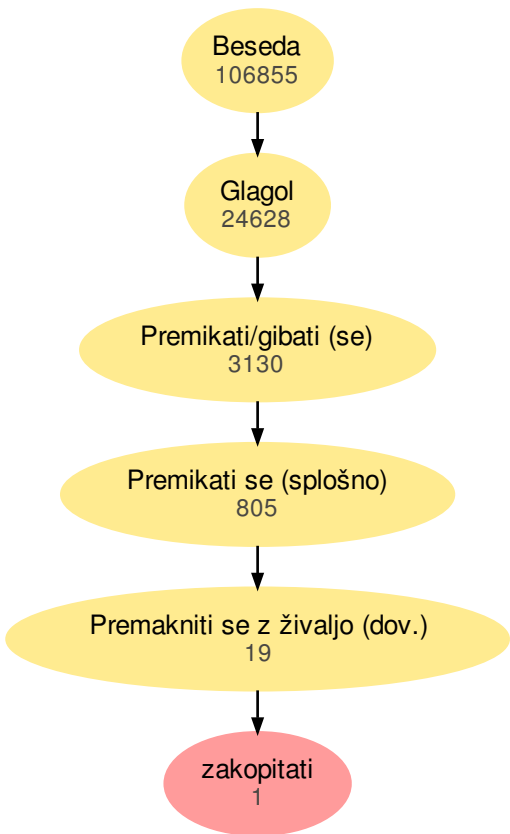 Beseda
106855
Glagol
24628
Premikati/gibati (se)
3130
Premikati se (splošno)
805
Premakniti se z živaljo (dov.)
19
zakopitati
1